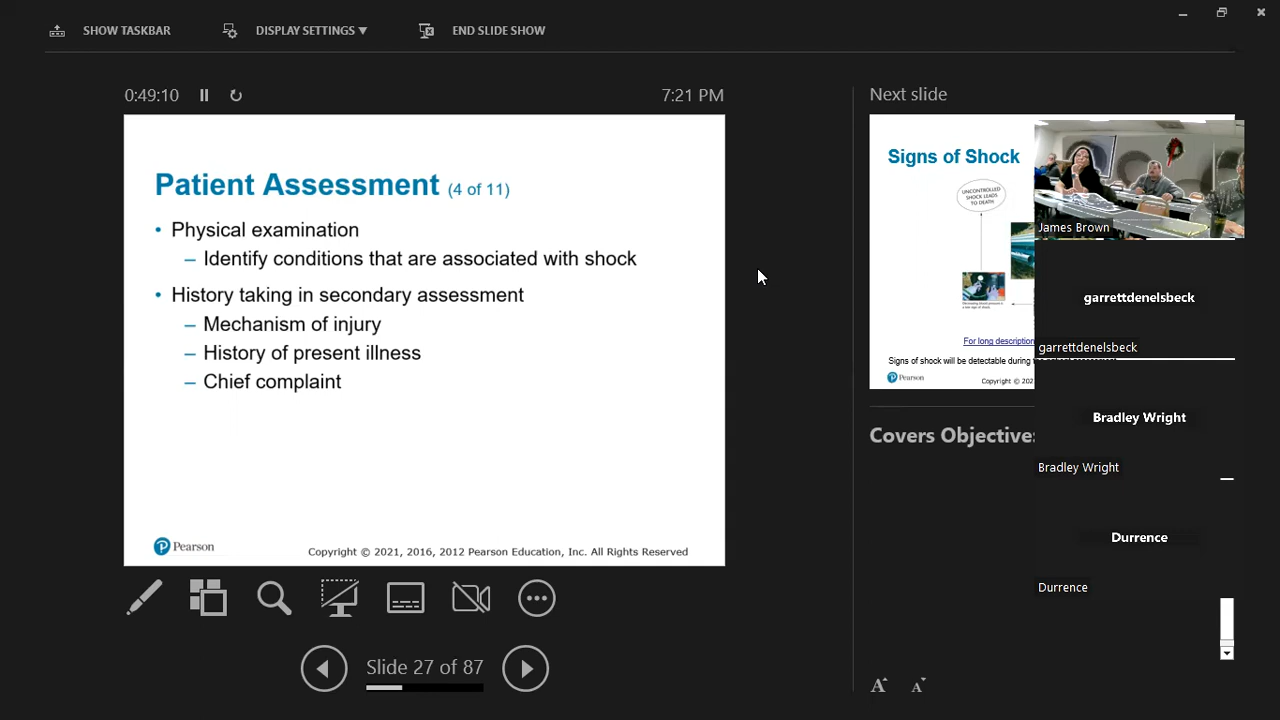 SHOW TASKBAR
DISPLAY SETTINGS ▾
END SLIDE SHOW
0:49:10
7:21 PM
Patient Assessment (4 of 11)
• Physical examination
– Identify conditions that are associated with shock
• History taking in secondary assessment
– Mechanism of injury
– History of present illness
– Chief complaint
Pearson
Copyright © 2021, 2016, 2012 Pearson Education, Inc. All Rights Reserved
Slide 27 of 87
Next slide
Signs of Shock
UNCONTROLLED
SHOCK LEADS
TO DEATH
For long description
Signs of shock will be detectable during
Pearson
Copyright © 202
Covers Objective
James Brown
garrettdenelsbeck
garrettdenelsbeck
Bradley Wright
Bradley Wright
Durrence
Durrence
A A